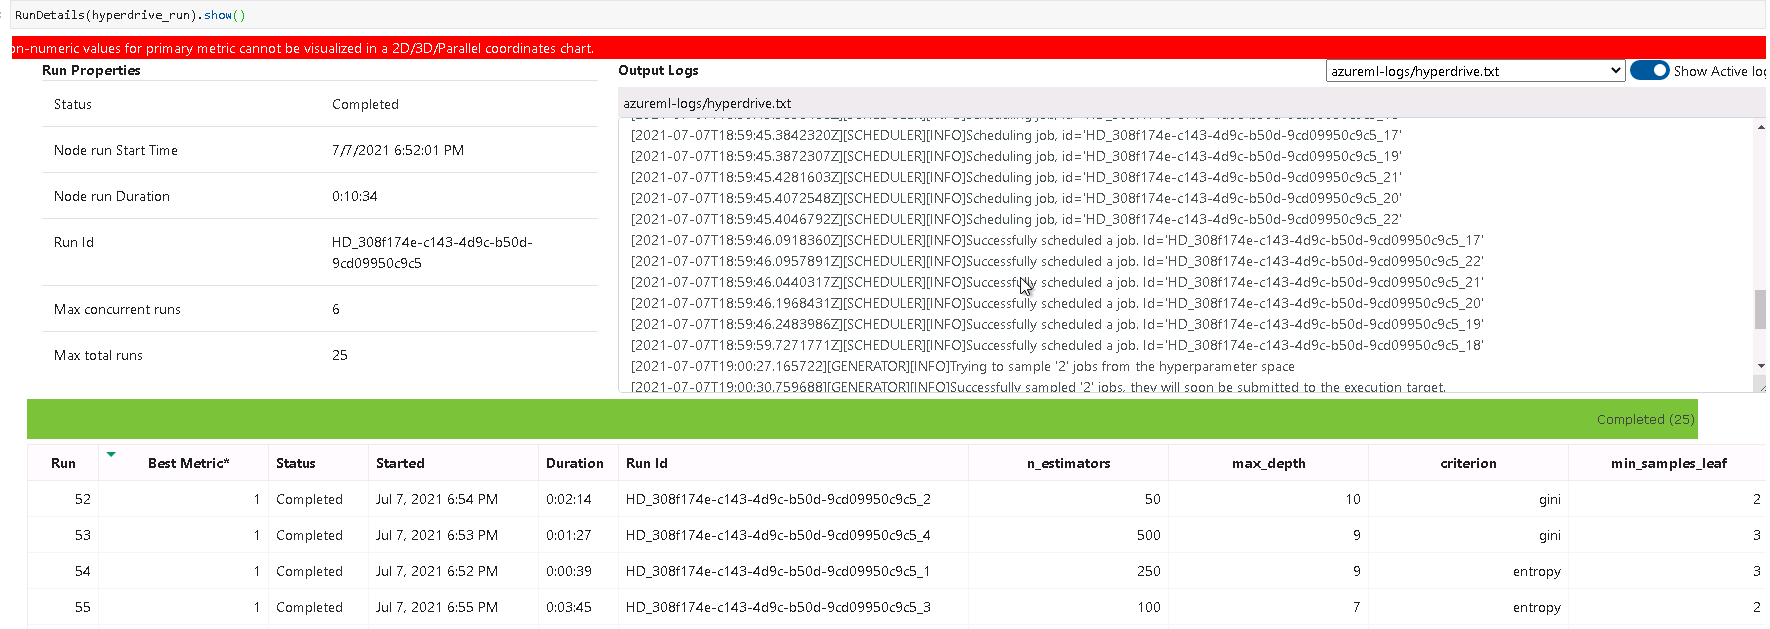 RunDetails(hyperdrive_run).show()
on-numeric values for primary metric cannot be visualized in a 2D/3D/Parallel coordinates chart.
Run Properties
Status Completed
Node run Start Time 7/7/2021 6:52:01 PM
Node run Duration 0:10:34
Run Id HD_308f174e-c143-4d9c-b50d-
9cd09950c9c5
Max concurrent runs 6
Max total runs 25
Output Logs
azureml-logs/hyperdrive.txt
Show Active log
azureml-logs/hyperdrive.txt
[2021-07-07T18:59:45.3842320Z][SCHEDULER][INFO]Scheduling job, id='HD_308f174e-c143-4d9c-b50d-9cd09950c9c5_17'
[2021-07-07T18:59:45.3872307Z][SCHEDULER][INFO]Scheduling job, id='HD_308f174e-c143-4d9c-b50d-9cd09950c9c5_19'
[2021-07-07T18:59:45.4281603Z][SCHEDULER][INFO]Scheduling job, id='HD_308f174e-c143-4d9c-b50d-9cd09950c9c5_21'
[2021-07-07T18:59:45.4072548Z][SCHEDULER][INFO]Scheduling job, id='HD_308f174e-c143-4d9c-b50d-9cd09950c9c5_20'
[2021-07-07T18:59:45.4046792Z][SCHEDULER][INFO]Scheduling job, id='HD_308f174e-c143-4d9c-b50d-9cd09950c9c5_22'
[2021-07-07T18:59:46.0918360Z][SCHEDULER][INFO]Successfully scheduled a job. Id='HD_308f174e-c143-4d9c-b50d-9cd09950c9c5_17'
[2021-07-07T18:59:46.0957891Z][SCHEDULER][INFO]Successfully scheduled a job. Id='HD_308f174e-c143-4d9c-b50d-9cd09950c9c5_22'
[2021-07-07T18:59:46.0440317Z][SCHEDULER][INFO]Successfully scheduled a job. Id='HD_308f174e-c143-4d9c-b50d-9cd09950c9c5_21'
[2021-07-07T18:59:46.1968431Z][SCHEDULER][INFO]Successfully scheduled a job. Id='HD_308f174e-c143-4d9c-b50d-9cd09950c9c5_20'
[2021-07-07T18:59:46.2483986Z][SCHEDULER][INFO]Successfully scheduled a job. Id='HD_308f174e-c143-4d9c-b50d-9cd09950c9c5_19'
[2021-07-07T18:59:59.7271771Z][SCHEDULER][INFO]Successfully scheduled a job. Id='HD_308f174e-c143-4d9c-b50d-9cd09950c9c5_18'
[2021-07-07T19:00:27.165722][GENERATOR][INFO]Trying to sample '2' jobs from the hyperparameter space
[2021-07-07T19:00:30.759688][GENERATOR][INFO]Successfully sampled '2' jobs, they will soon be submitted to the execution target.
Completed (25)
Run Best Metric* Status Started Duration Run Id n_estimators max_depth criterion min_samples_leaf
52 1 Completed Jul 7, 2021 6:54 PM 0:02:14 HD_308f174e-c143-4d9c-b50d-9cd09950c9c5_2 50 10 gini 2
53 1 Completed Jul 7, 2021 6:53 PM 0:01:27 HD_308f174e-c143-4d9c-b50d-9cd09950c9c5_4 500 9 gini 3
54 1 Completed Jul 7, 2021 6:52 PM 0:00:39 HD_308f174e-c143-4d9c-b50d-9cd09950c9c5_1 250 9 entropy 3
55 1 Completed Jul 7, 2021 6:55 PM 0:03:45 HD_308f174e-c143-4d9c-b50d-9cd09950c9c5_3 100 7 entropy 2